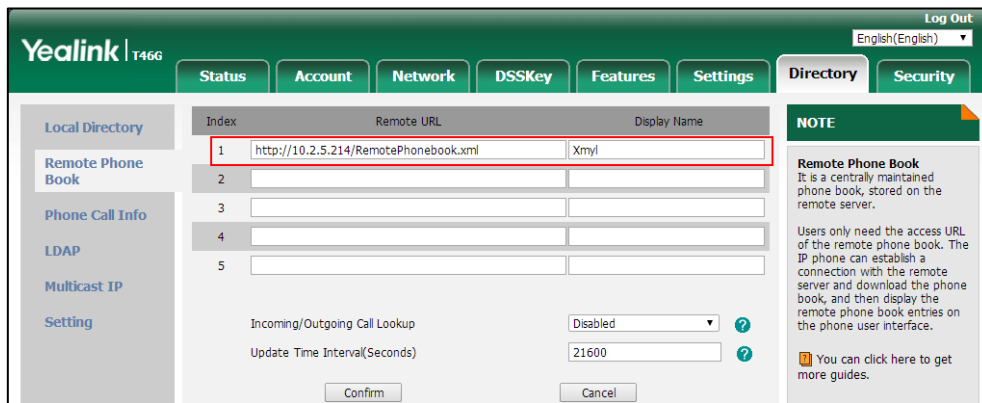 Log Out
Yealink T46G
English(English)
Status Account Network DSSKey Features Settings Directory Security
Local Directory
Remote Phone
Book
Phone Call Info
LDAP
Multicast IP
Setting
Index Remote URL Display Name
1 http://10.2.5.214/RemotePhonebook.xml Xmyl
2
3
4
5
Incoming/Outgoing Call Lookup Disabled ?
Update Time Interval(Seconds) 21600 ?
Confirm Cancel
NOTE
Remote Phone Book
It is a centrally maintained
phone book, stored on the
remote server.
Users only need the access URL
of the remote phone book. The
IP phone can establish a
connection with the remote
server and download the phone
book, and then display the
remote phone book entries on
the phone user interface.
? You can click here to get
more guides.